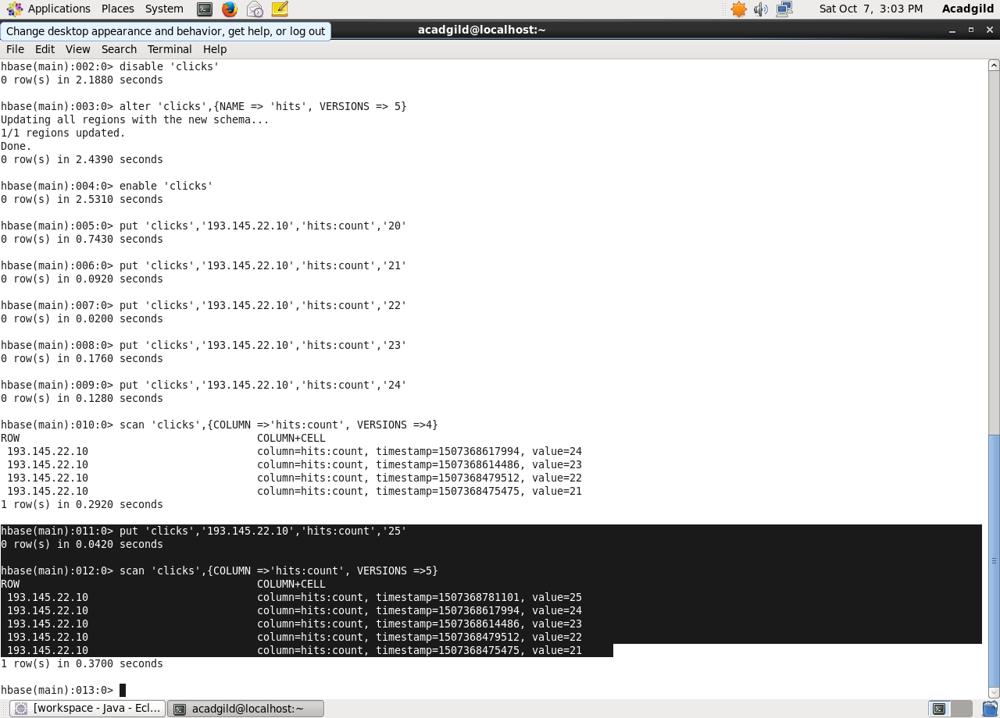 Applications Places System Sat Oct 7, 3:03 PM Acadgild
Change desktop appearance and behavior, get help, or log out acadgild@localhost:~
File Edit View Search Terminal Help
hbase(main):002:0> disable 'clicks'
0 row(s) in 2.1880 seconds
hbase(main):003:0> alter 'clicks',{NAME => 'hits', VERSIONS => 5}
Updating all regions with the new schema...
1/1 regions updated.
Done.
0 row(s) in 2.4390 seconds
hbase(main):004:0> enable 'clicks'
0 row(s) in 2.5310 seconds
hbase(main):005:0> put 'clicks','193.145.22.10','hits:count','20'
0 row(s) in 0.7430 seconds
hbase(main):006:0> put 'clicks','193.145.22.10','hits:count','21'
0 row(s) in 0.0920 seconds
hbase(main):007:0> put 'clicks','193.145.22.10','hits:count','22'
0 row(s) in 0.0200 seconds
hbase(main):008:0> put 'clicks','193.145.22.10','hits:count','23'
0 row(s) in 0.1760 seconds
hbase(main):009:0> put 'clicks','193.145.22.10','hits:count','24'
0 row(s) in 0.1280 seconds
hbase(main):010:0> scan 'clicks',{COLUMN =>'hits:count', VERSIONS =>4}
ROW COLUMN+CELL
193.145.22.10 column=hits:count, timestamp=1507368617994, value=24
193.145.22.10 column=hits:count, timestamp=1507368614486, value=23
193.145.22.10 column=hits:count, timestamp=1507368479512, value=22
193.145.22.10 column=hits:count, timestamp=1507368475475, value=21
1 row(s) in 0.2920 seconds
hbase(main):011:0> put 'clicks','193.145.22.10','hits:count','25'
0 row(s) in 0.0420 seconds
hbase(main):012:0> scan 'clicks',{COLUMN =>'hits:count', VERSIONS =>5}
ROW COLUMN+CELL
193.145.22.10 column=hits:count, timestamp=1507368781101, value=25
193.145.22.10 column=hits:count, timestamp=1507368617994, value=24
193.145.22.10 column=hits:count, timestamp=1507368614486, value=23
193.145.22.10 column=hits:count, timestamp=1507368479512, value=22
193.145.22.10 column=hits:count, timestamp=1507368475475, value=21
1 row(s) in 0.3700 seconds
hbase(main):013:0>
[workspace - Java - Ecl... acadgild@localhost:~